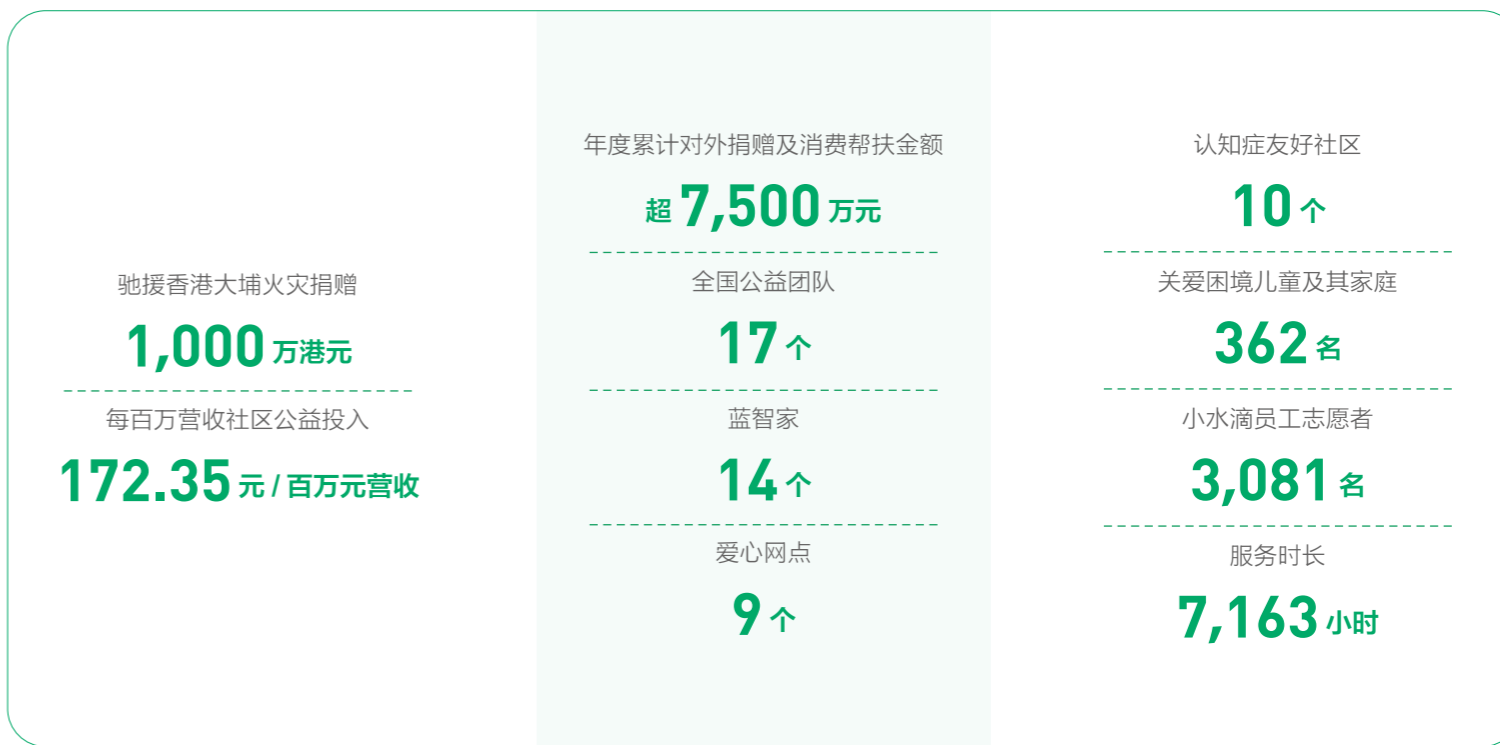 驰援香港大埔火灾捐赠
1,000 万港元
每百万营收社区公益投入
172.35 元 / 百万元营收
年度累计对外捐赠及消费帮扶金额
超 7,500 万元
全国公益团队
17 个
蓝智家
14 个
爱心网点
9 个
认知症友好社区
10 个
关爱困境儿童及其家庭
362 名
小水滴员工志愿者
3,081 名
服务时长
7,163 小时